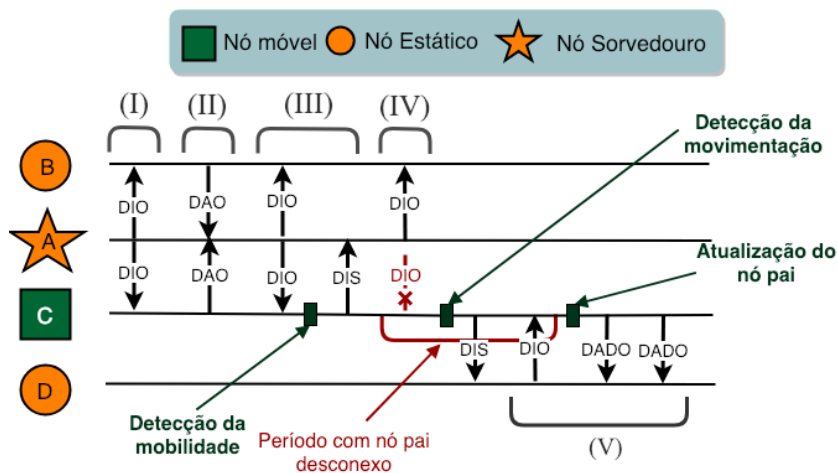 Nó móvel Nó Estático Nó Sorvedouro
(I) (II) (III) (IV)
Detecção da
movimentação
B
DIO DAO DIO DIO
A
DIO DAO DIO DIS DIO
Atualização do
nó pai
C
DIS DIO DADO DADO
D
Detecção da
mobilidade
Período com nó pai
desconexo
(V)